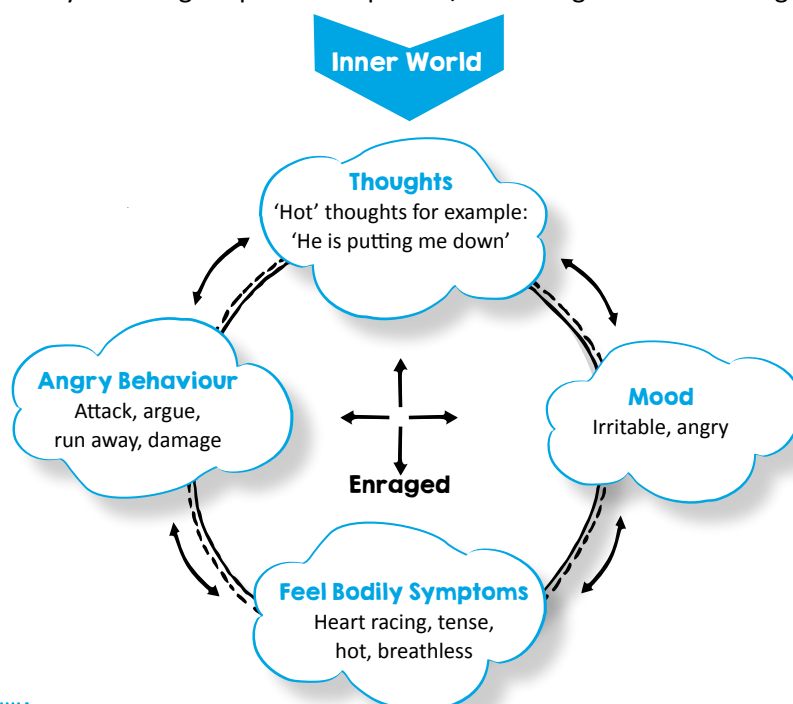 Inner World
Thoughts
‘Hot’ thoughts for example:
‘He is putting me down’
Angry Behaviour
Attack, argue,
run away, damage
Mood
Irritable, angry
Enraged
Feel Bodily Symptoms
Heart racing, tense,
hot, breathless